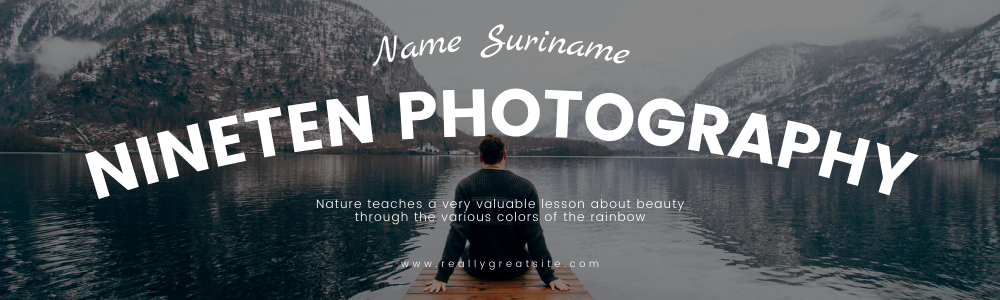 Name Suriname
NINETEN PHOTOGRAPHY
Nature teaches a very valuable lesson about beauty
through the various colors of the rainbow
www.reallygreatsite.com